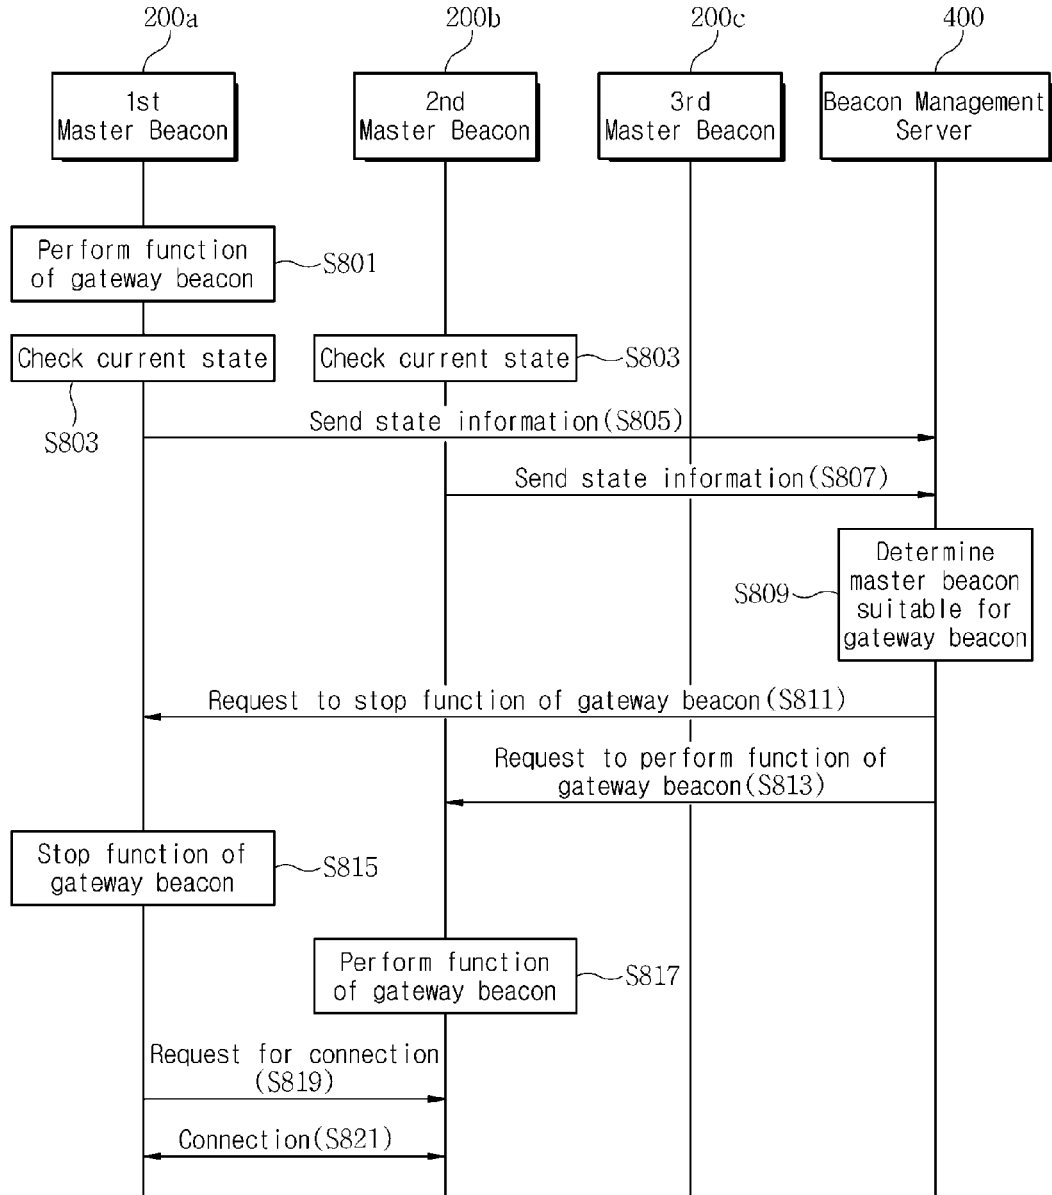 200a
200b
200c
400
1st
Master Beacon
2nd
Master Beacon
3rd
Master Beacon
Beacon Management
Server
Perform function
of gateway beacon
S801
Check current state
S803
Check current state
S803
Send state information(S805)
Send state information(S807)
Determine
master beacon
suitable for
gateway beacon
S809
Request to stop function of gateway beacon(S811)
Request to perform function of
gateway beacon(S813)
Stop function of
gateway beacon
S815
Perform function
of gateway beacon
S817
Request for connection
(S819)
Connection(S821)